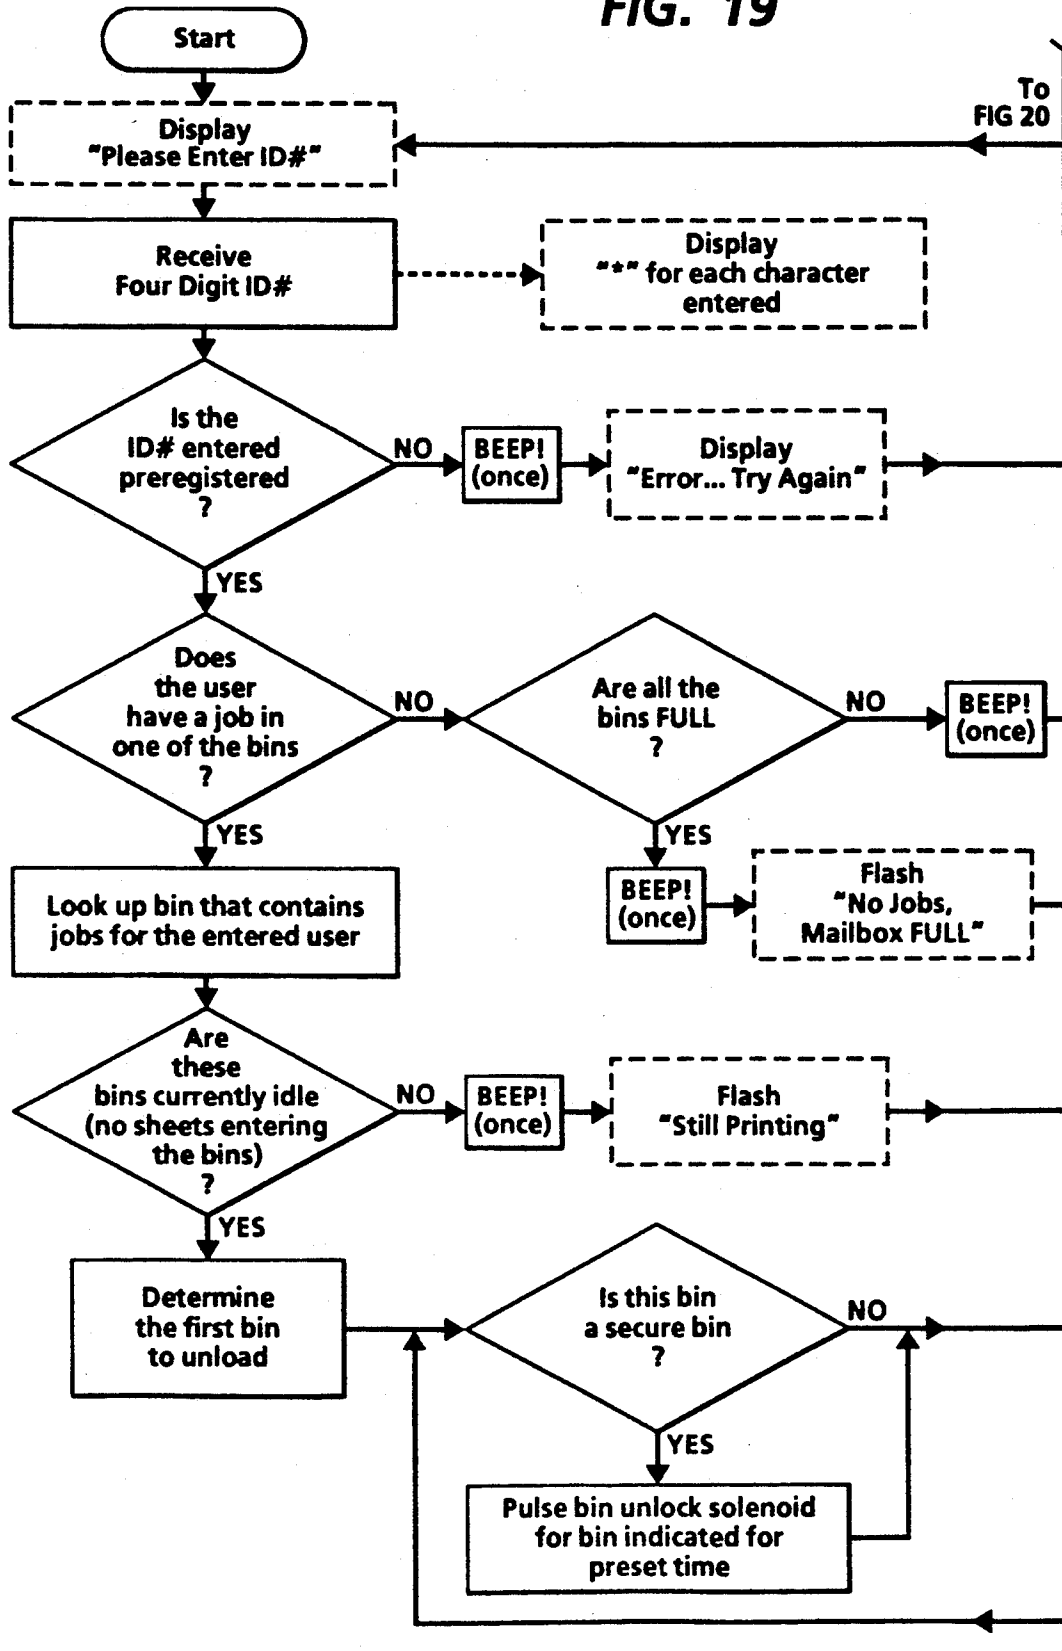 FIG. 19
Start
To
FIG 20
Display
"Please Enter ID#"
Receive
Four Digit ID#
Display
"*" for each character
entered
Is the
ID# entered
preregistered
?
NO
BEEP!
(once)
Display
"Error... Try Again"
YES
Does
the user
have a job in
one of the bins
?
NO
Are all the
bins FULL
?
NO
BEEP!
(once)
YES
YES
Look up bin that contains
jobs for the entered user
BEEP!
(once)
Flash
"No Jobs,
Mailbox FULL"
Are
these
bins currently idle
(no sheets entering
the bins)
?
NO
BEEP!
(once)
Flash
"Still Printing"
YES
Determine
the first bin
to unload
Is this bin
a secure bin
?
NO
YES
Pulse bin unlock solenoid
for bin indicated for
preset time